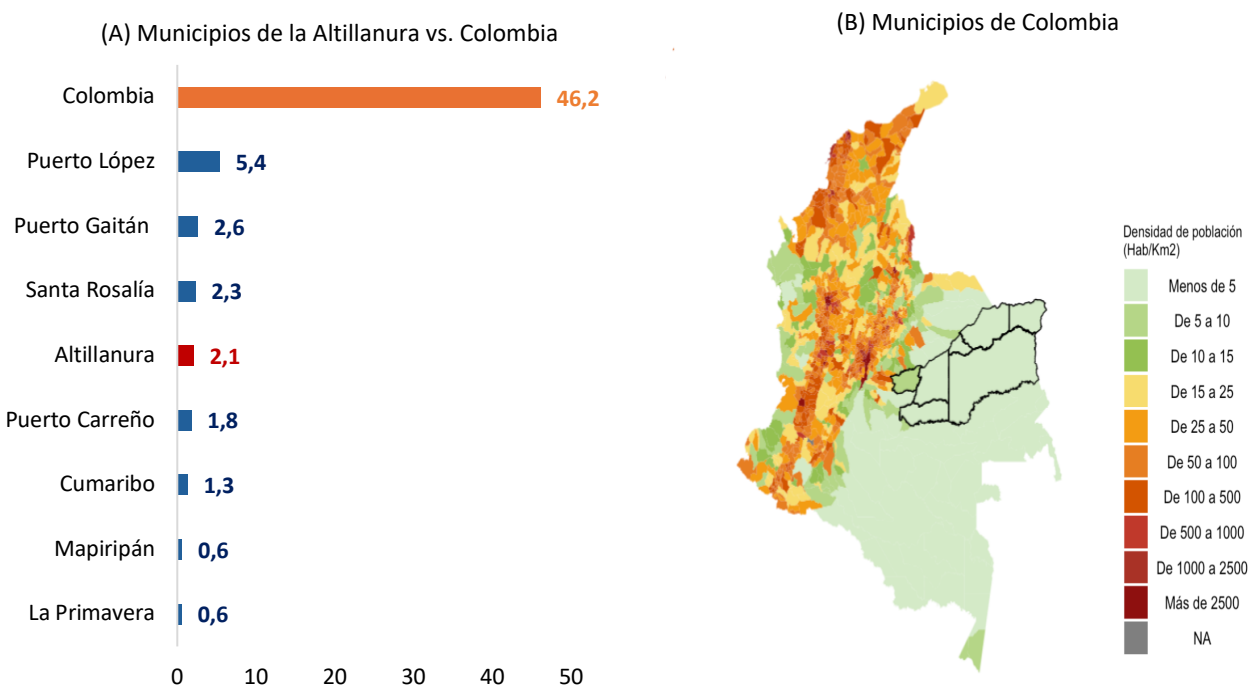 (A) Municipios de la Altillanura vs. Colombia
Colombia 46,2
Puerto López 5,4
Puerto Gaitán 2,6
Santa Rosalía 2,3
Altillanura 2,1
Puerto Carreño 1,8
Cumaribo 1,3
Mapiripán 0,6
La Primavera 0,6
0 10 20 30 40 50
(B) Municipios de Colombia
Densidad de población
(Hab/Km2)
Menos de 5
De 5 a 10
De 10 a 15
De 15 a 25
De 25 a 50
De 50 a 100
De 100 a 500
De 500 a 1000
De 1000 a 2500
Más de 2500
NA